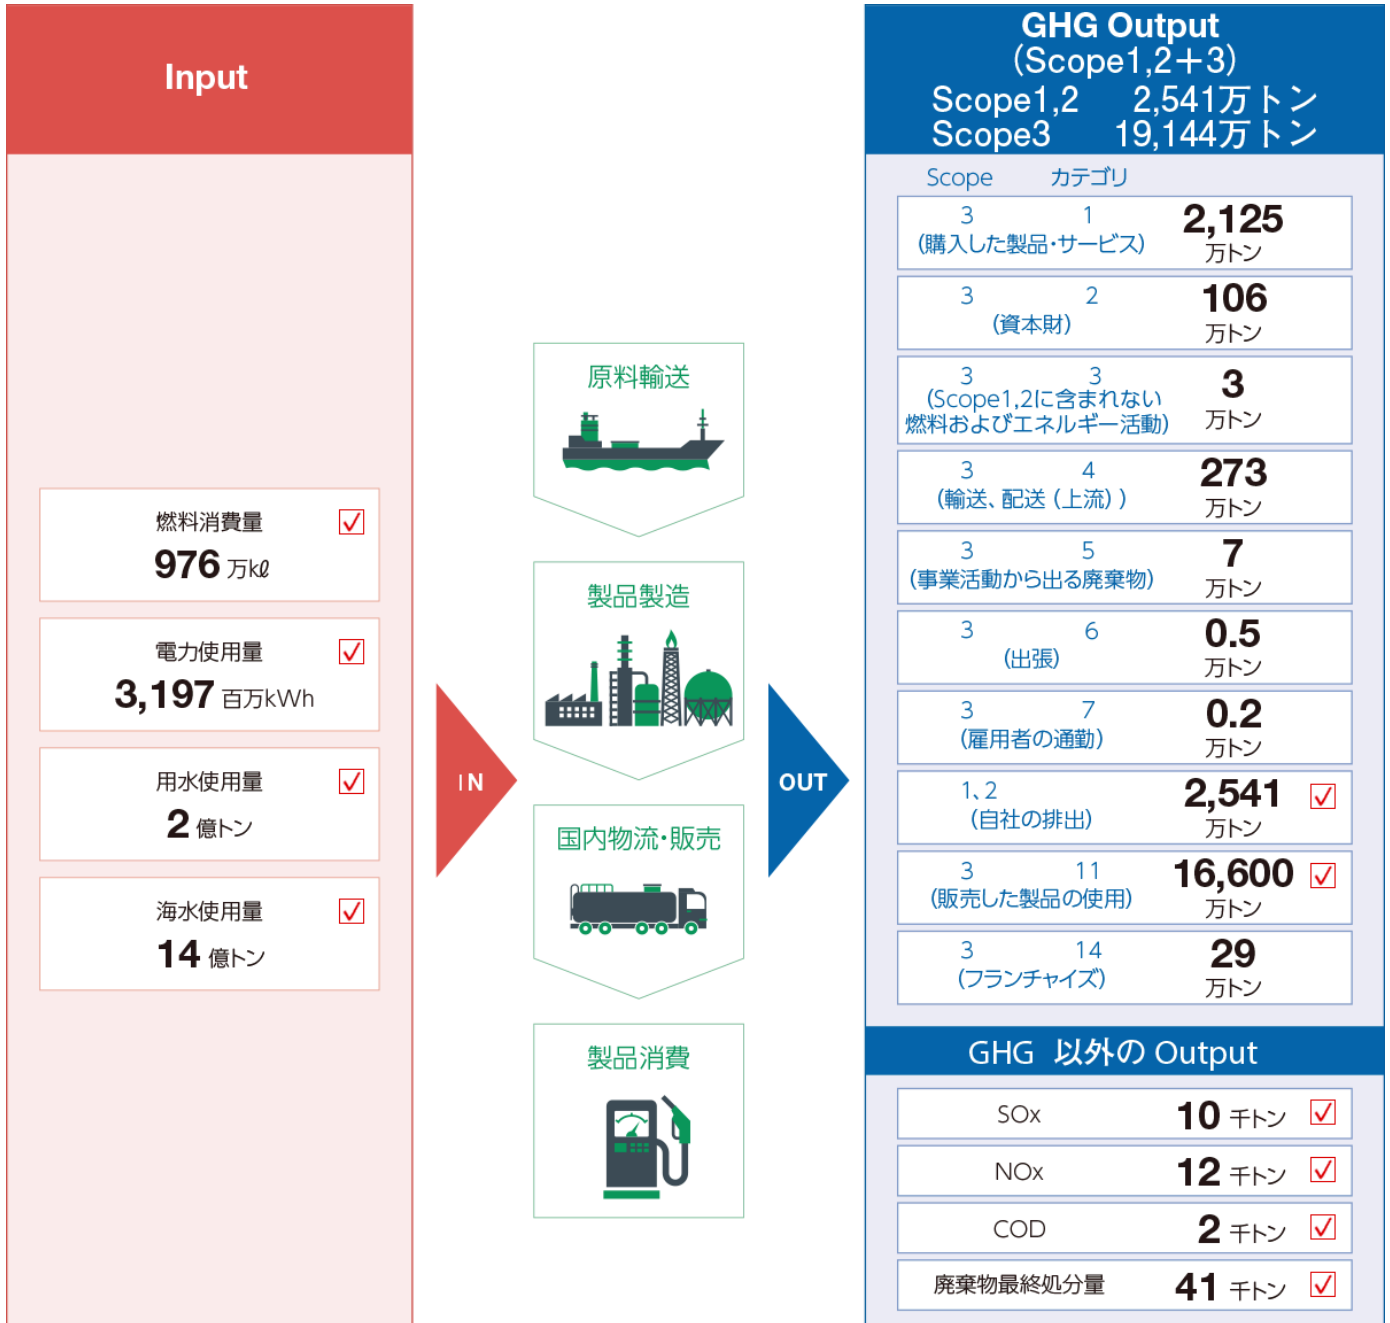 Input
燃料消費量
976 万kℓ
電力使用量
3,197 百万kWh
用水使用量
2 億トン
海水使用量
14 億トン
IN
原料輸送
製品製造
国内物流・販売
製品消費
OUT
GHG Output
（Scope1,2＋3）
Scope1,2 2,541万トン
Scope3 19,144万トン
Scope カテゴリ
3 1
（購入した製品・サービス）
2,125
万トン
3 2
（資本財）
106
万トン
3 3
（Scope1,2に含まれない
燃料およびエネルギー活動）
3
万トン
3 4
（輸送、配送（上流））
273
万トン
3 5
（事業活動から出る廃棄物）
7
万トン
3 6
（出張）
0.5
万トン
3 7
（雇用者の通勤）
0.2
万トン
1、2
（自社の排出）
2,541
万トン
3 11
（販売した製品の使用）
16,600
万トン
3 14
（フランチャイズ）
29
万トン
GHG 以外の Output
SOx 10 千トン
NOx 12 千トン
COD 2 千トン
廃棄物最終処分量 41 千トン